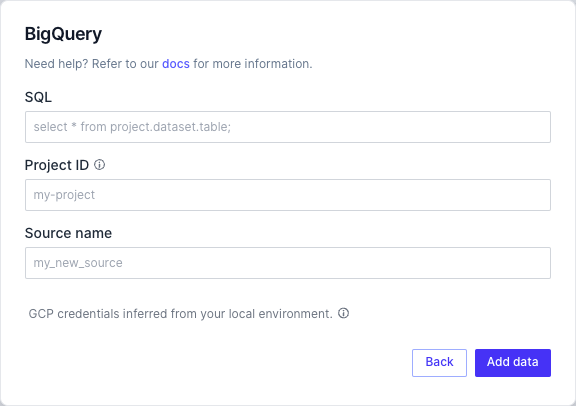 BigQuery
Need help? Refer to our docs for more information.
SQL
select * from project.dataset.table;
Project ID
my-project
Source name
my_new_source
GCP credentials inferred from your local environment.
Back
Add data